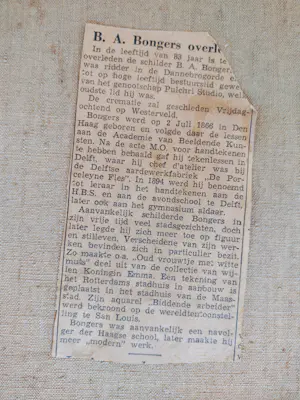 B. A. Bongers overle
In de leeftijd van 83 jaar is te
overleden de schilder B. A. Bonger
was ridder in de Dannebrogorde e
tot op hoge leeftijd bestuurslid gewe
van het genootschap Pulchri Studio, w
oudste lid hij was.
De crematie zal geschieden Vrijdag-
ochtend op Westerveld.
Bongers werd op 2 Juli 1866 in Den
Haag geboren en volgde daar de lessen
aan de Academie van Beeldende Kun-
sten. Na de acte M.O. voor handtekenen
te hebben behaald gaf hij tekenlessen in
Delft, waar hij chef d'atelier was bij
de Delftse aardewerkfabriek „De Por-
celeyne Fles". In 1894 werd hij benoemd
tot leraar in het handtekenen aan de
H.B.S. en aan de avondschool te Delft,
later ook aan het gymnasium aldaar.
Aanvankelijk schilderde Bongers in
zijn vrije tijd veel stadsgezichten, doch
later legde hij zich meer toe op figuur
en stilleven. Verscheidene van zijn wer-
ken bevinden zich in particulier bezit.
Zo maakte o.a. „Oud vrouwtje met witte
muts" deel uit van de collectie van wij-
len Koningin Emma. Een tekening van
het Rotterdams stadhuis in aanbouw is
geplaatst in het stadhuis van de Maas-
stad. Zijn aquarel „Biddende arbeider"
werd bekroond op de wereldtentoonstel-
ling te San Louis.
Bongers was aanvankelijk een navol-
ger der Haagse school, later maakte hij
meer „modern" werk.